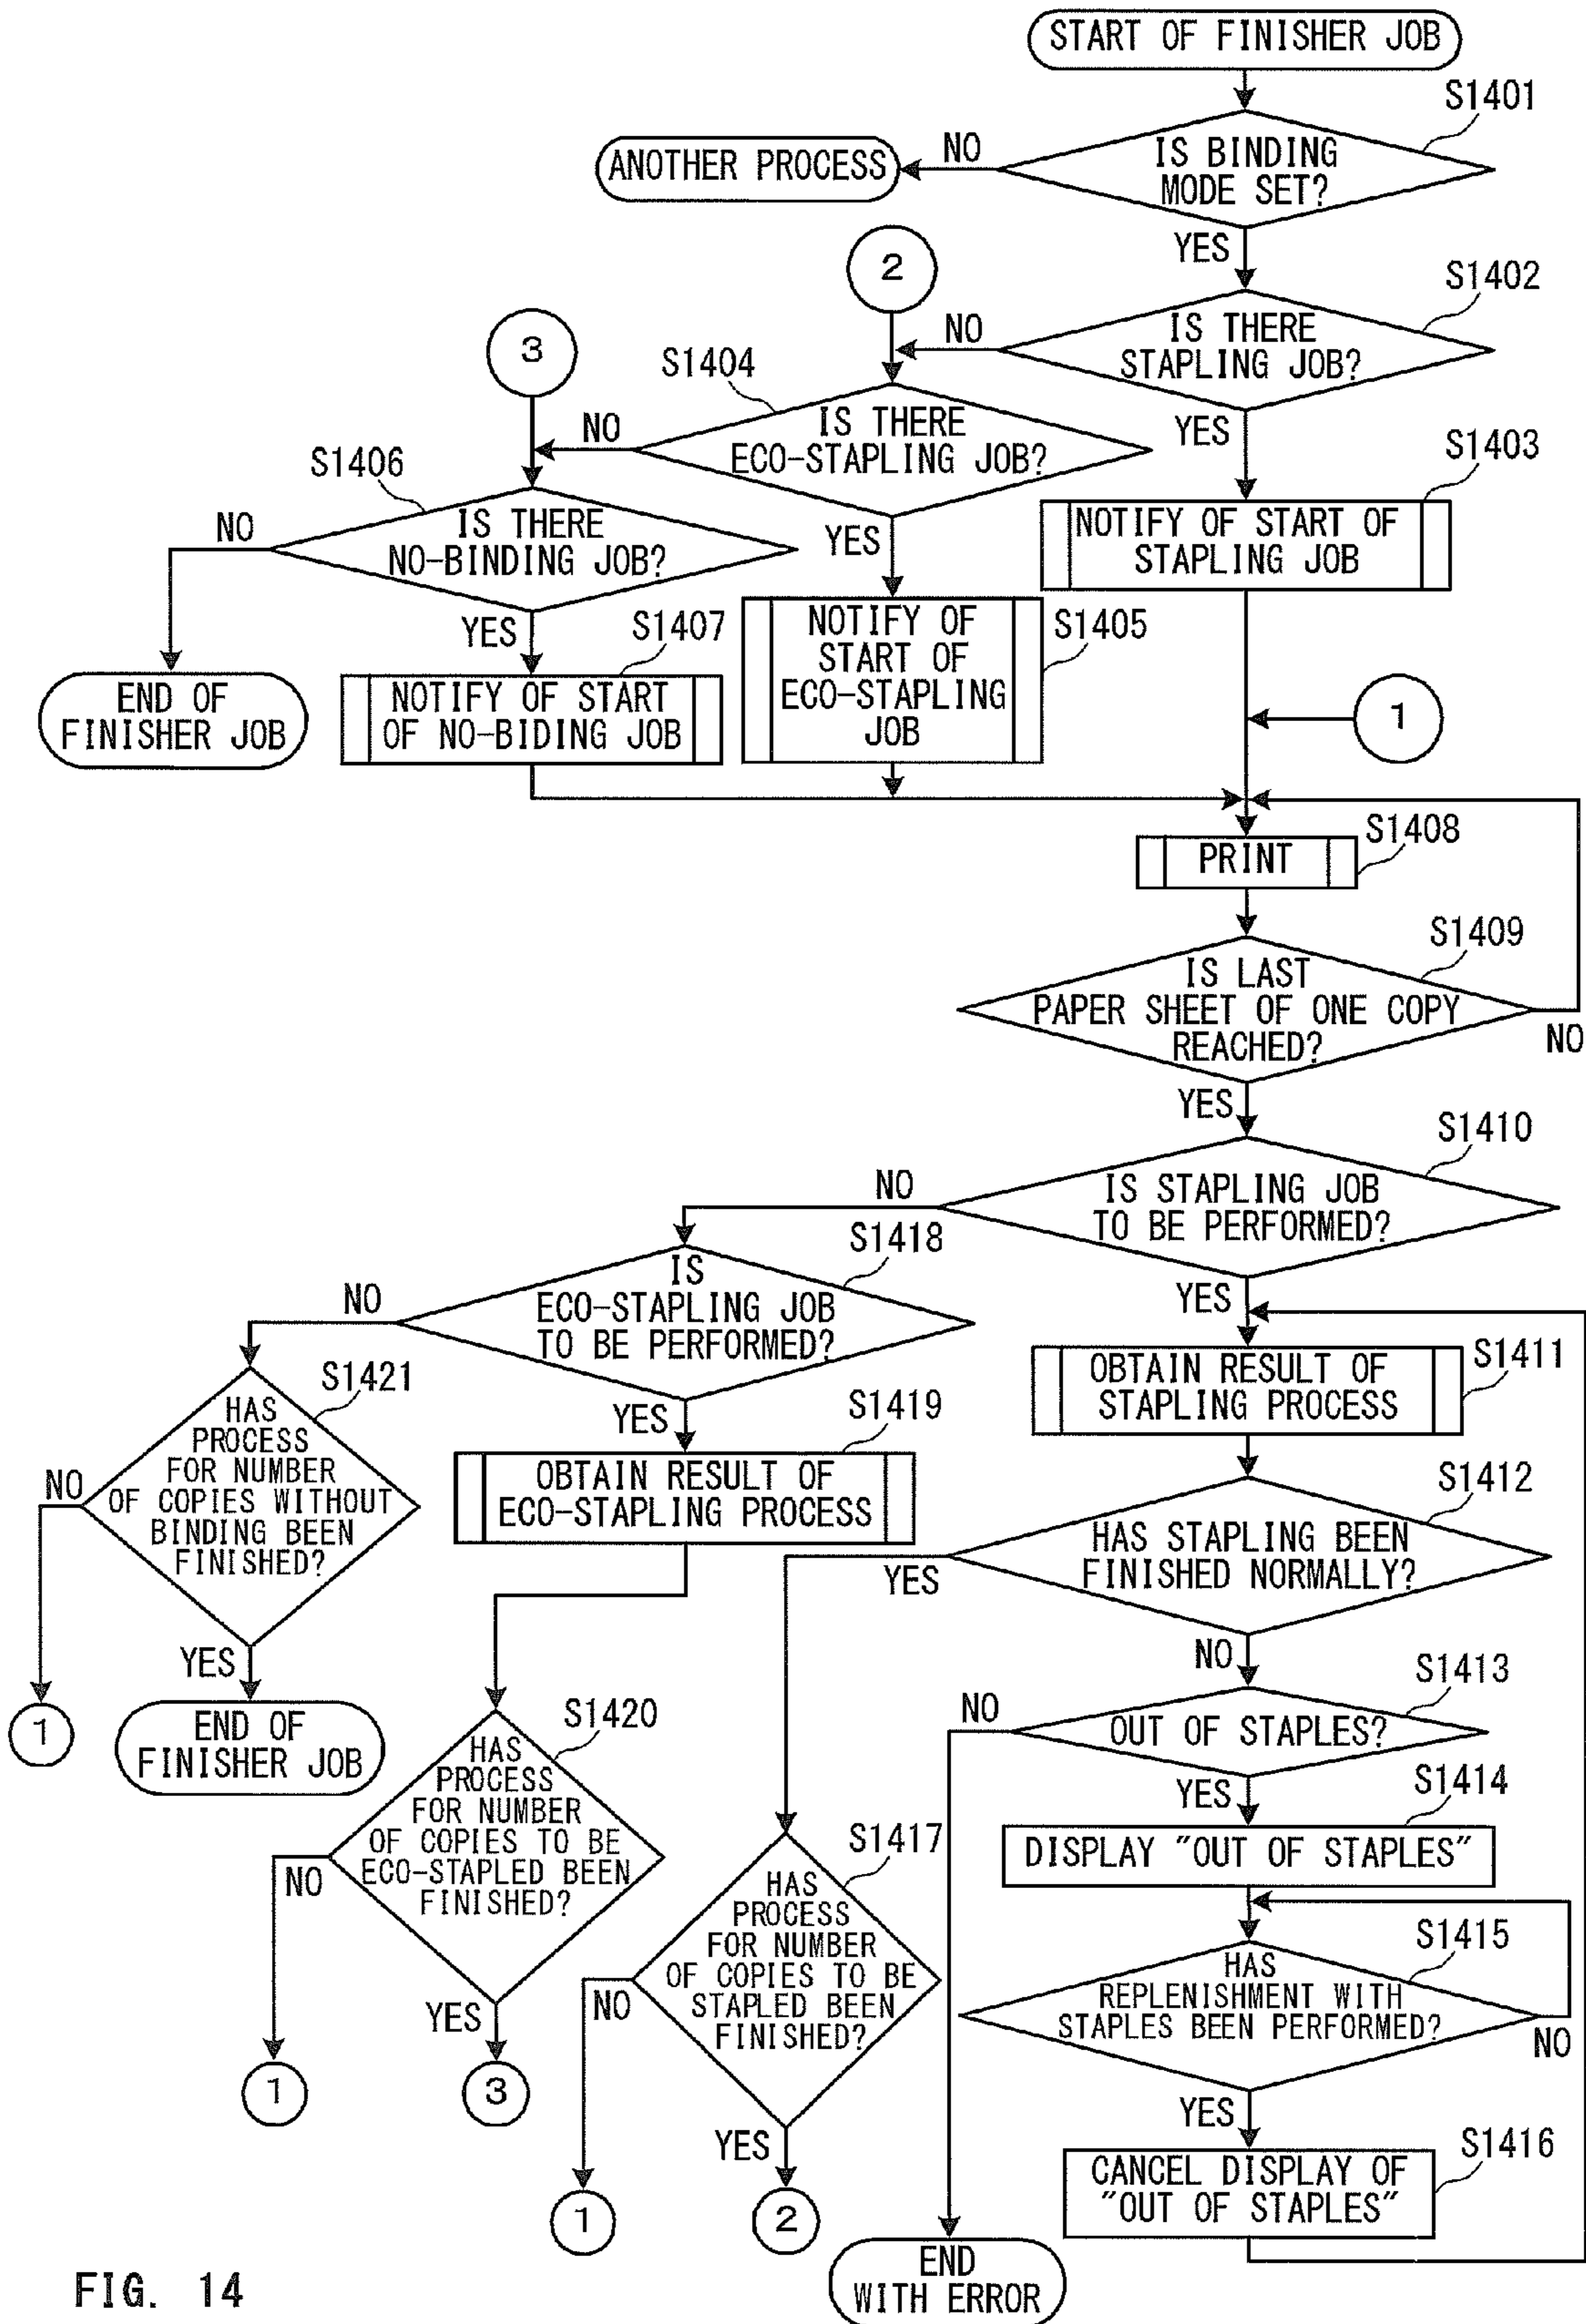 START OF FINISHER JOB
S1401
IS BINDING
MODE SET?
NO
ANOTHER PROCESS
YES
2
S1402
IS THERE
STAPLING JOB?
NO
3
S1404
IS THERE
ECO-STAPLING JOB?
NO
YES
S1403
NOTIFY OF START OF
STAPLING JOB
S1406
IS THERE
NO-BINDING JOB?
NO
YES
S1405
NOTIFY OF
START OF
ECO-STAPLING
JOB
YES
S1407
NOTIFY OF START
OF NO-BIDING JOB
END OF
FINISHER JOB
1
S1408
PRINT
S1409
IS LAST
PAPER SHEET OF ONE COPY
REACHED?
NO
YES
S1410
IS STAPLING JOB
TO BE PERFORMED?
NO
S1418
IS
ECO-STAPLING JOB
TO BE PERFORMED?
NO
YES
YES
S1411
OBTAIN RESULT OF
STAPLING PROCESS
S1421
HAS
PROCESS
FOR NUMBER
OF COPIES WITHOUT
BINDING BEEN
FINISHED?
NO
YES
1
END OF
FINISHER JOB
S1419
OBTAIN RESULT OF
ECO-STAPLING PROCESS
S1412
HAS STAPLING BEEN
FINISHED NORMALLY?
YES
NO
S1413
OUT OF STAPLES?
NO
YES
S1420
HAS
PROCESS
FOR NUMBER
OF COPIES TO BE
ECO-STAPLED BEEN
FINISHED?
NO
YES
1
3
S1414
DISPLAY "OUT OF STAPLES"
S1417
HAS
PROCESS
FOR NUMBER
OF COPIES TO BE
STAPLED BEEN
FINISHED?
NO
YES
1
2
S1415
HAS
REPLENISHMENT WITH
STAPLES BEEN PERFORMED?
NO
YES
S1416
CANCEL DISPLAY OF
"OUT OF STAPLES"
END
WITH ERROR
FIG. 14